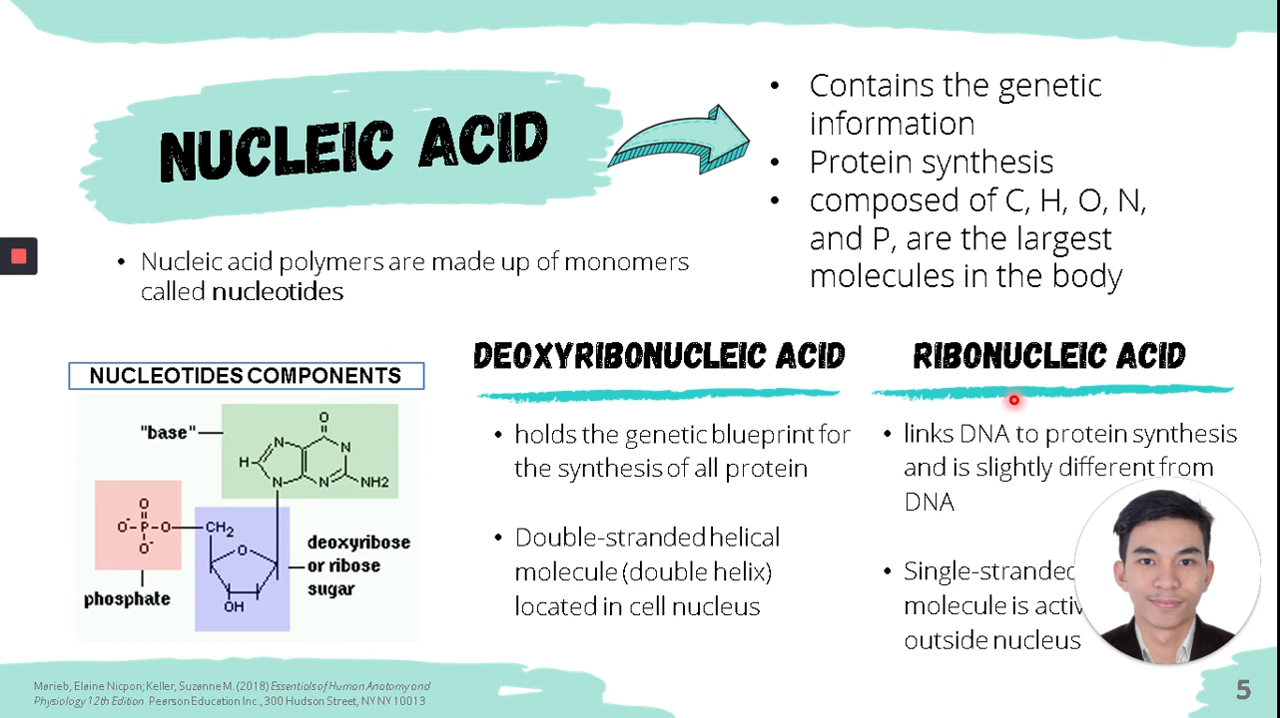 NUCLEIC ACID
• Contains the genetic
information
• Protein synthesis
• composed of C, H, O, N,
and P, are the largest
molecules in the body
• Nucleic acid polymers are made up of monomers
called nucleotides
NUCLEOTIDES COMPONENTS
"base"
O
N
N
H
N
N
NH2
O
O⁻-P-O
O⁻
CH2
O
OH
phosphate
deoxyribose
or ribose
sugar
DEOXYRIBONUCLEIC ACID
• holds the genetic blueprint for
the synthesis of all protein
• Double-stranded helical
molecule (double helix)
located in cell nucleus
RIBONUCLEIC ACID
• links DNA to protein synthesis
and is slightly different from
DNA
• Single-stranded
molecule is
outside nucleus
Marieb, Elaine Nicpon; Keller, Suzanne M. (2018) Essentials of Human Anatomy and
Physiology 12th Edition Pearson Education Inc., 300 Hudson Street, NY NY 10013
5